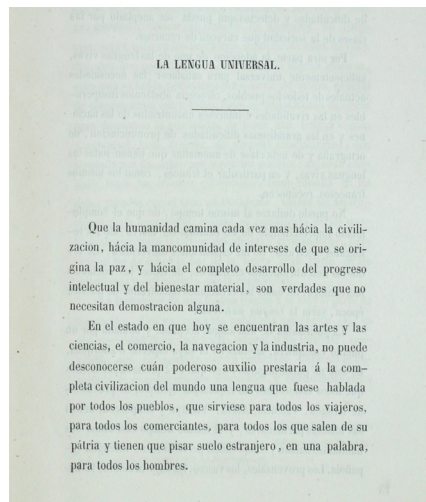 LA LENGUA UNIVERSAL.
Que la humanidad camina cada vez mas hácia la civili-
zacion, hácia la mancomunidad de intereses de que se ori-
gina la paz, y hácia el completo desarrollo del progreso
intelectual y del bienestar material, son verdades que no
necesitan demostracion alguna.
En el estado en que hoy se encuentran las artes y las
ciencias, el comercio, la navegacion y la industria, no puede
desconocerse cuán poderoso auxilio prestaria á la com-
pleta civilizacion del mundo una lengua que fuese hablada
por todos los pueblos, que sirviese para todos los viajeros,
para todos los comerciantes, para todos los que salen de su
pátria y tienen que pisar suelo estranjero, en una palabra,
para todos los hombres.